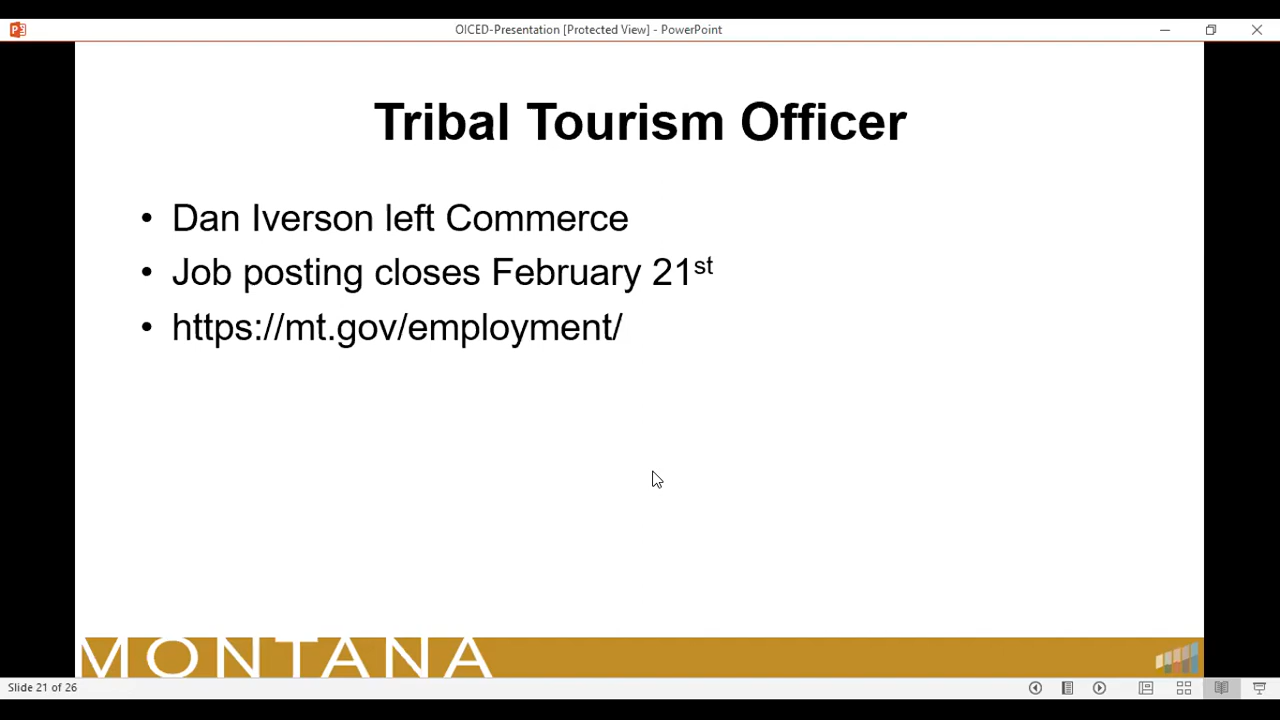 OICED-Presentation [Protected View] - PowerPoint
Tribal Tourism Officer
• Dan Iverson left Commerce
• Job posting closes February 21st
• https://mt.gov/employment/
MONTANA
Slide 21 of 26